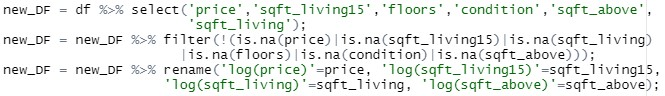 new_DF = df %>% select('price','sqft_living15','floors','condition','sqft_above',
'sqft_living');
new_DF = new_DF %>% filter(!(is.na(price)|is.na(sqft_living15)|is.na(sqft_living)
|is.na(floors)|is.na(condition)|is.na(sqft_above)));
new_DF = new_DF %>% rename('log(price)'=price, 'log(sqft_living15)'=sqft_living15,
'log(sqft_living)'=sqft_living, 'log(sqft_above)'=sqft_above);